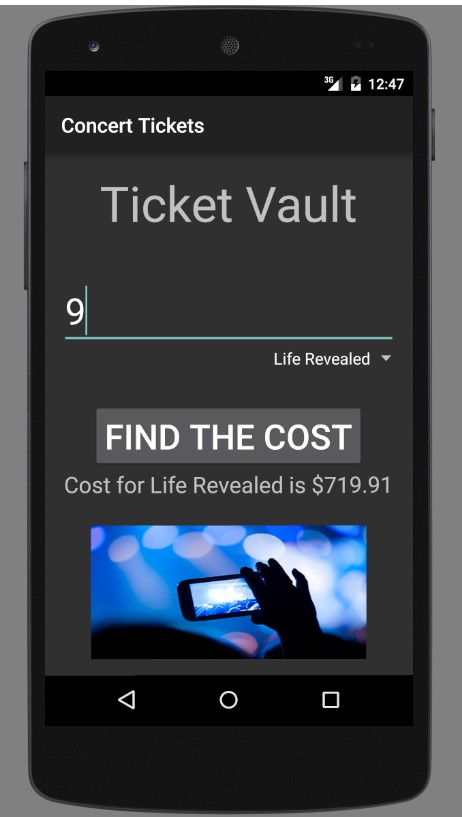 3G 12:47
Concert Tickets
Ticket Vault
9
Life Revealed
FIND THE COST
Cost for Life Revealed is $719.91